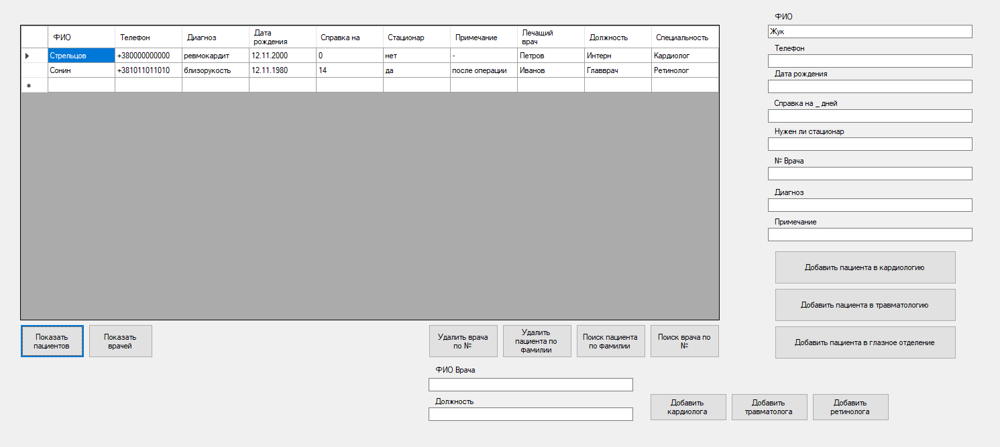 ФИО Телефон Диагноз Дата рождения Справка на Стационар Примечание Лечащий врач Должность Специальность
Стрельцов +380000000000 ревмокардит 12.11.2000 0 нет - Петров Интерн Кардиолог
Сонин +381011011010 близорукость 12.11.1980 14 да после операции Иванов Главврач Ретинолог
ФИО
Жук
Телефон
Дата рождения
Справка на _ дней
Нужен ли стационар
№ Врача
Диагноз
Примечание
Добавить пациента в кардиологию
Добавить пациента в травматологию
Добавить пациента в глазное отделение
Показать
пациентов
Показать
врачей
Удалить врача
по №
Удалить
пациента по
фамилии
Поиск пациента
по фамилии
Поиск врача по
№
ФИО Врача
Должность
Добавить
кардиолога
Добавить
травматолога
Добавить
ретинолога